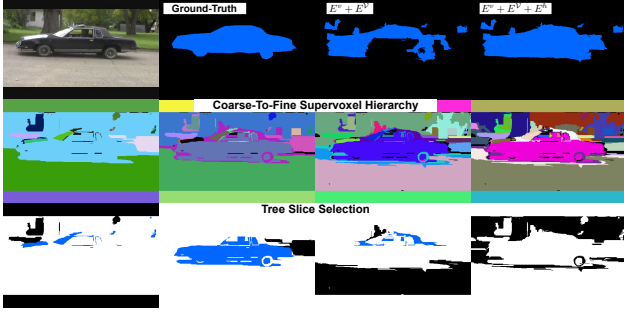 Ground-Truth
E^v + E^𝒱
E^v + E^𝒱 + E^h
Coarse-To-Fine Supervoxel Hierarchy
Tree Slice Selection